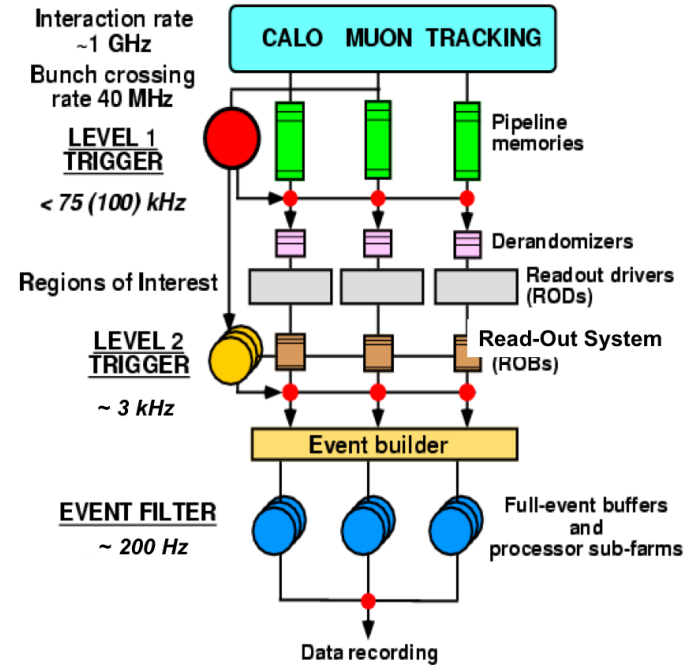 Interaction rate
~1 GHz
CALO MUON TRACKING
Bunch crossing
rate 40 MHz
LEVEL 1
TRIGGER
< 75 (100) kHz
Pipeline
memories
Derandomizers
Regions of Interest
Readout drivers
(RODs)
LEVEL 2
TRIGGER
~ 3 kHz
Read-Out System
(ROBs)
Event builder
EVENT FILTER
~ 200 Hz
Full-event buffers
and
processor sub-farms
Data recording